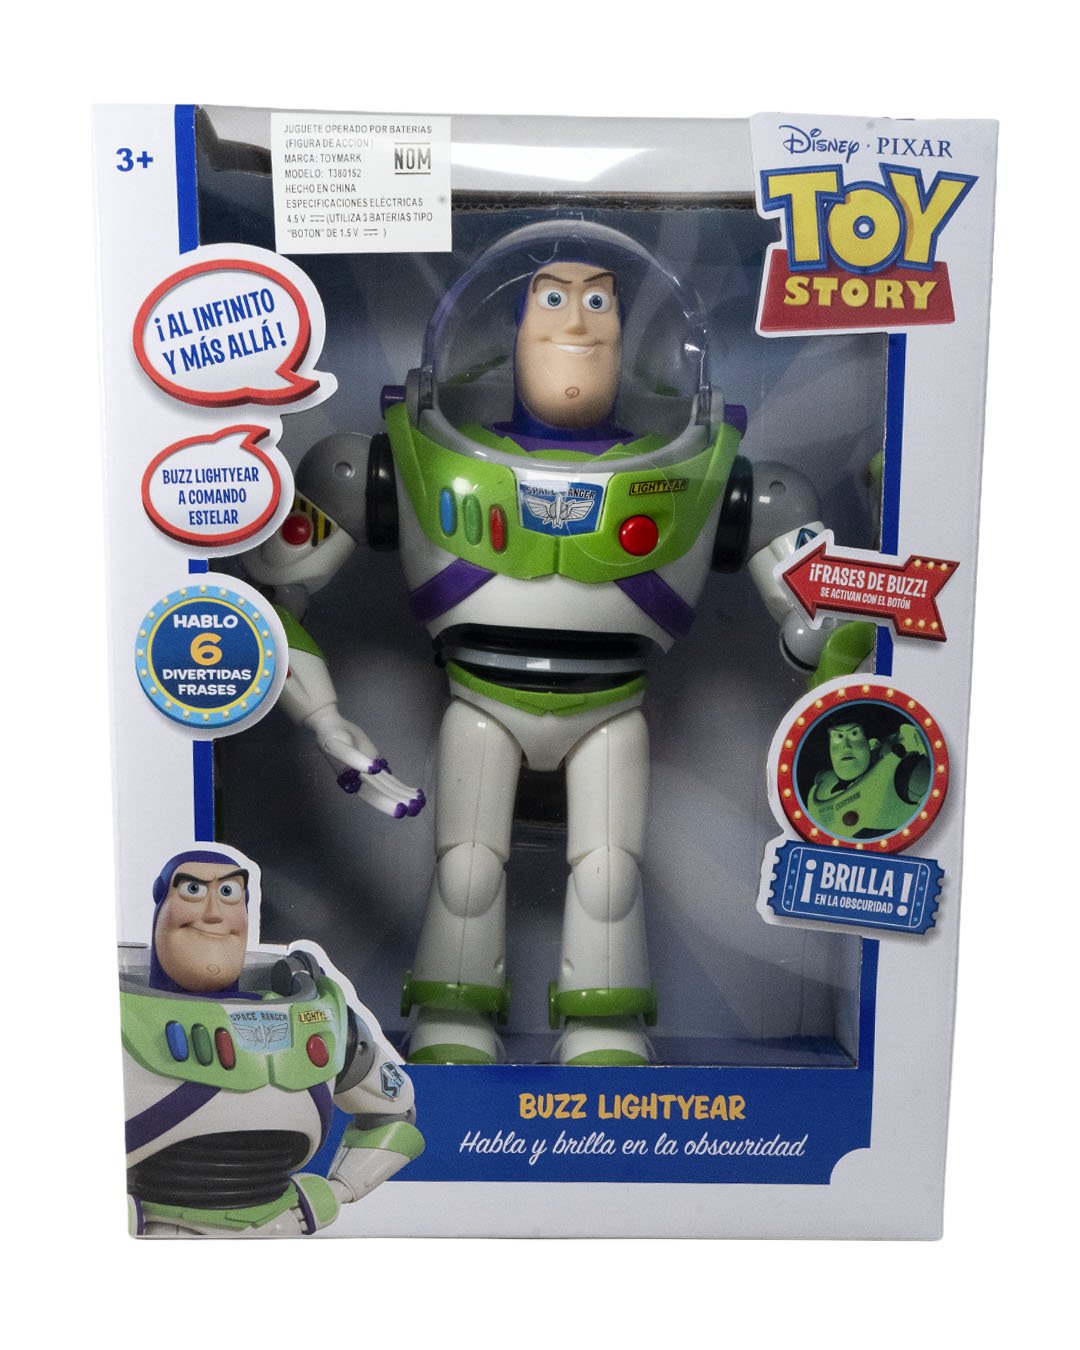 3+
JUGUETE OPERADO POR BATERIAS
(FIGURA DE ACCION)
MARCA: TOYMARK
NOM
MODELO: T380152
HECHO EN CHINA
ESPECIFICACIONES ELÉCTRICAS
4.5 V (UTILIZA 3 BATERIAS TIPO
"BOTON" DE 1.5 V )
Disney · PIXAR
TOY
STORY
¡AL INFINITO
Y MÁS ALLÁ!
BUZZ LIGHTYEAR
A COMANDO
ESTELAR
SPACE RANGER
LIGHTYEAR
¡FRASES DE BUZZ!
SE ACTIVAN CON EL BOTÓN
HABLO
6
DIVERTIDAS
FRASES
LIGHTYEAR
¡BRILLA!
EN LA OBSCURIDAD
SPACE RANGER
LIGHTYE
BUZZ LIGHTYEAR
Habla y brilla en la obscuridad